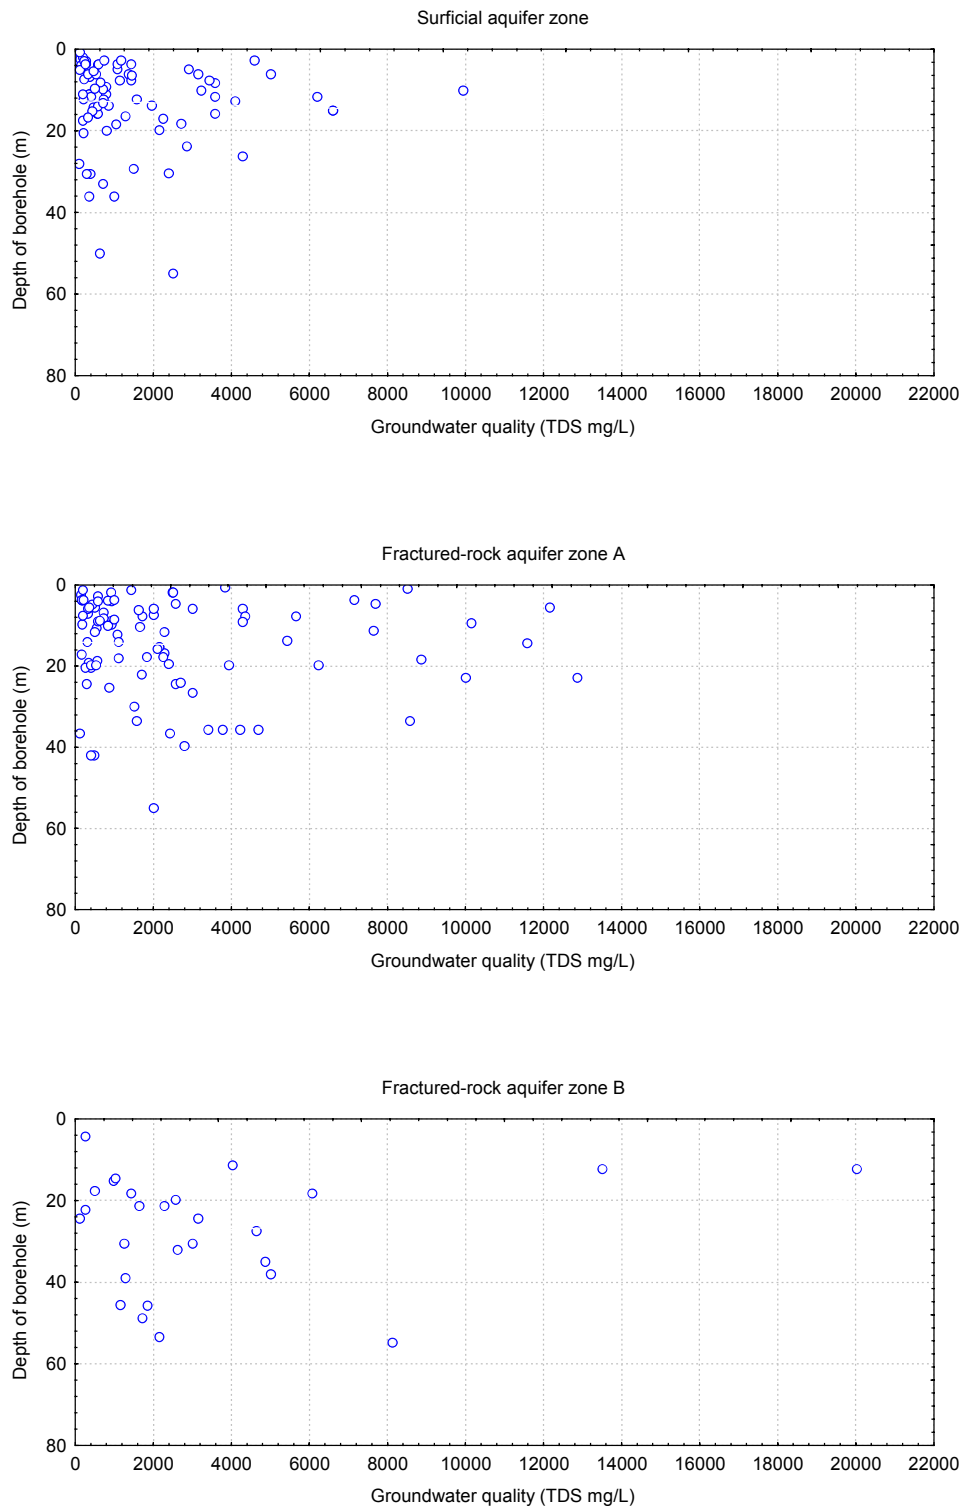 Surficial aquifer zone
0
20
40
60
80
Depth of borehole (m)
0 2000 4000 6000 8000 10000 12000 14000 16000 18000 20000 22000
Groundwater quality (TDS mg/L)
Fractured-rock aquifer zone A
0
20
40
60
80
Depth of borehole (m)
0 2000 4000 6000 8000 10000 12000 14000 16000 18000 20000 22000
Groundwater quality (TDS mg/L)
Fractured-rock aquifer zone B
0
20
40
60
80
Depth of borehole (m)
0 2000 4000 6000 8000 10000 12000 14000 16000 18000 20000 22000
Groundwater quality (TDS mg/L)